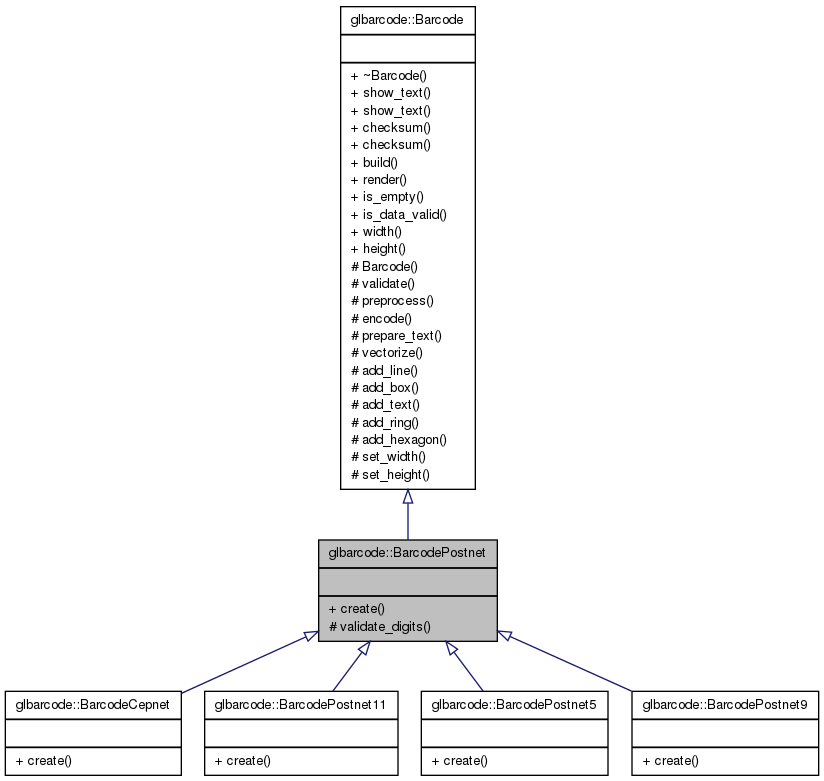 glbarcode::Barcode
+ ~Barcode()
+ show_text()
+ show_text()
+ checksum()
+ checksum()
+ build()
+ render()
+ is_empty()
+ is_data_valid()
+ width()
+ height()
# Barcode()
# validate()
# preprocess()
# encode()
# prepare_text()
# vectorize()
# add_line()
# add_box()
# add_text()
# add_ring()
# add_hexagon()
# set_width()
# set_height()
glbarcode::BarcodePostnet
+ create()
# validate_digits()
glbarcode::BarcodeCepnet
+ create()
glbarcode::BarcodePostnet11
+ create()
glbarcode::BarcodePostnet5
+ create()
glbarcode::BarcodePostnet9
+ create()